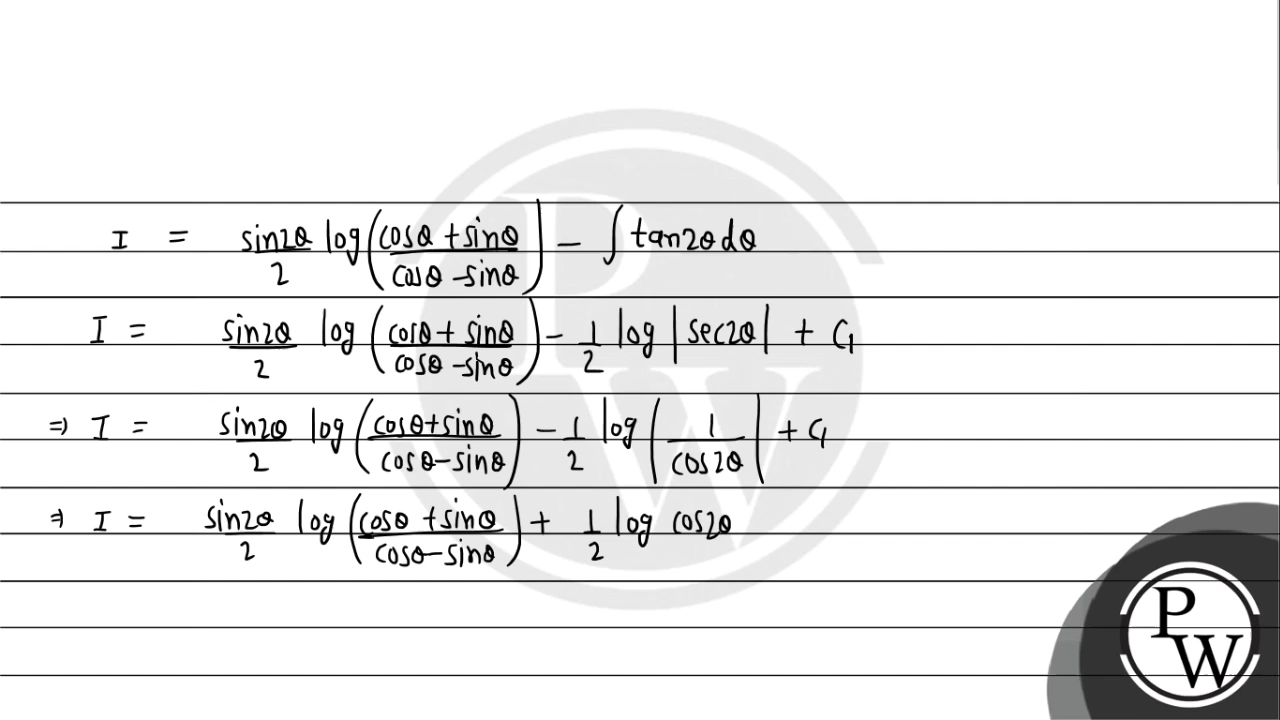 I = sin2θ/2 log((cosθ + sinθ)/(cosθ - sinθ)) - ∫ tan2θ dθ
I = sin2θ/2 log((cosθ + sinθ)/(cosθ - sinθ)) - 1/2 log |sec2θ| + C₁
⇒ I = sin2θ/2 log((cosθ + sinθ)/(cosθ - sinθ)) - 1/2 log |1/cos2θ| + C₁
⇒ I = sin2θ/2 log((cosθ + sinθ)/(cosθ - sinθ)) + 1/2 log cos2θ
PW
PW